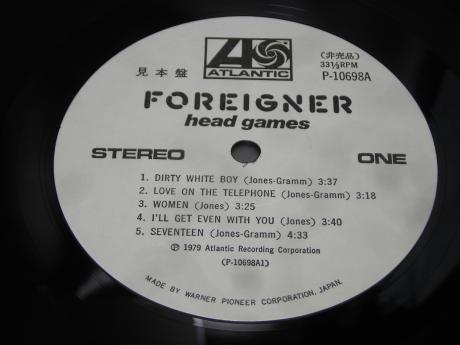 ATLANTIC
見本盤
(非売品)
33⅓RPM
P-10698A
FOREIGNER
head games
STEREO ONE
1. DIRTY WHITE BOY (Jones-Gramm) 3:37
2. LOVE ON THE TELEPHONE (Jones-Gramm) 3:18
3. WOMEN (Jones) 3:25
4. I'LL GET EVEN WITH YOU (Jones) 3:40
5. SEVENTEEN (Jones-Gramm) 4:33
℗ 1979 Atlantic Recording Corporation
(P-10698A1)
MADE BY WARNER PIONEER CORPORATION, JAPAN.